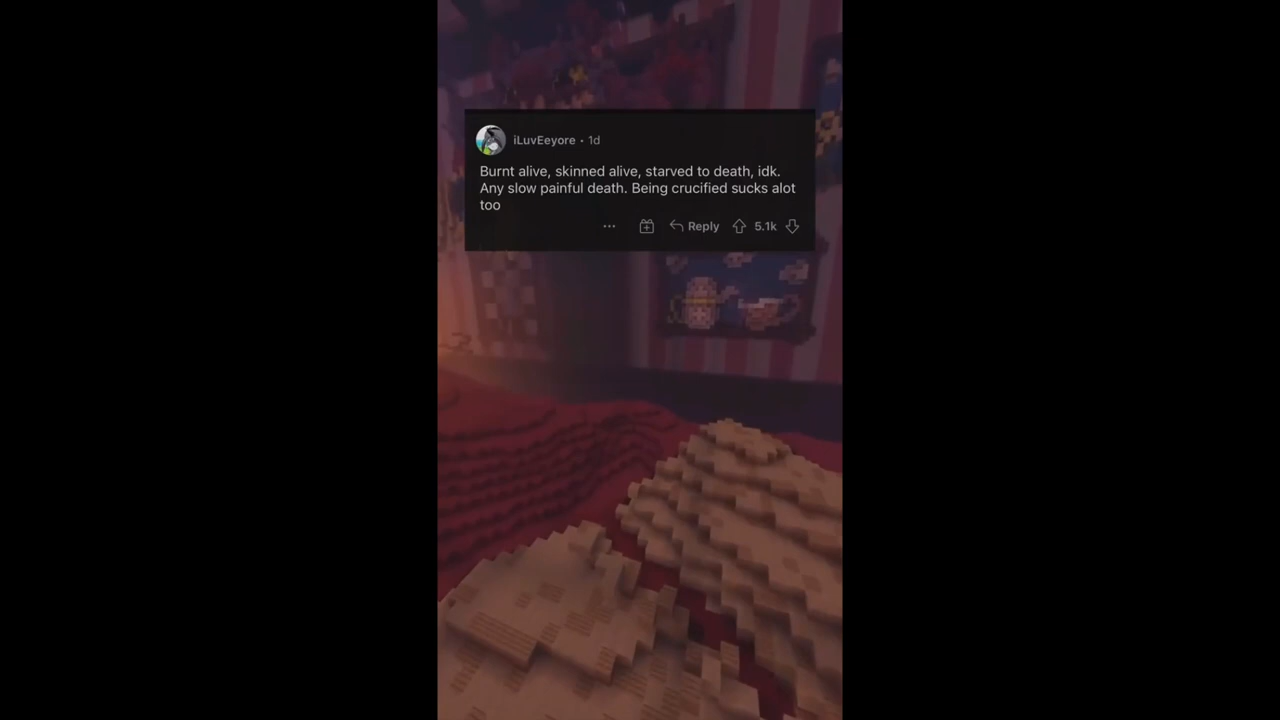 iLuvEeyore • 1d
Burnt alive, skinned alive, starved to death, idk.
Any slow painful death. Being crucified sucks alot
too
Reply 5.1k